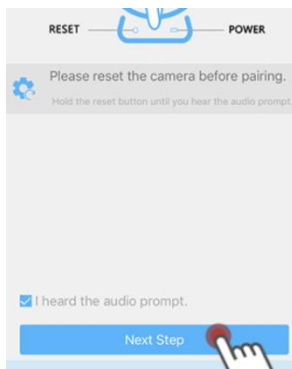 RESET
POWER
Please reset the camera before pairing.
Hold the reset button until you hear the audio prompt
I heard the audio prompt.
Next Step